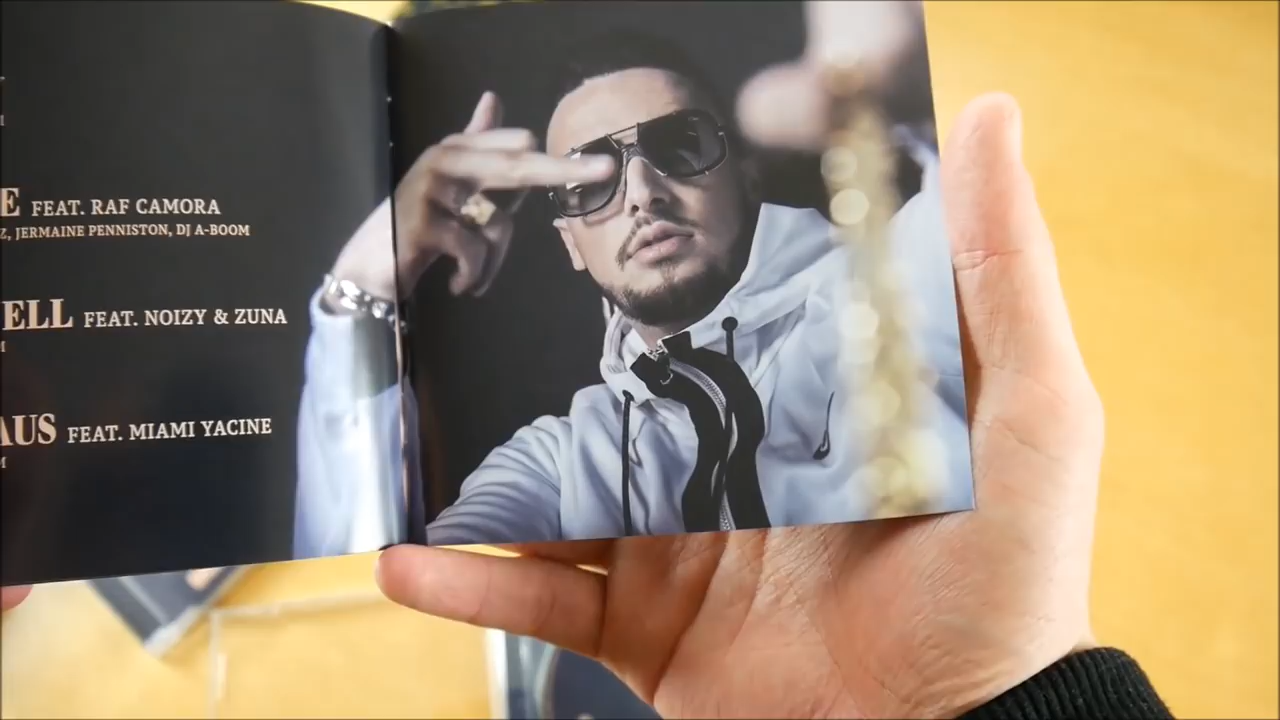 E FEAT. RAF CAMORA
Z, JERMAINE PENNISTON, DJ A-BOOM
ELL FEAT. NOIZY & ZUNA
AUS FEAT. MIAMI YACINE